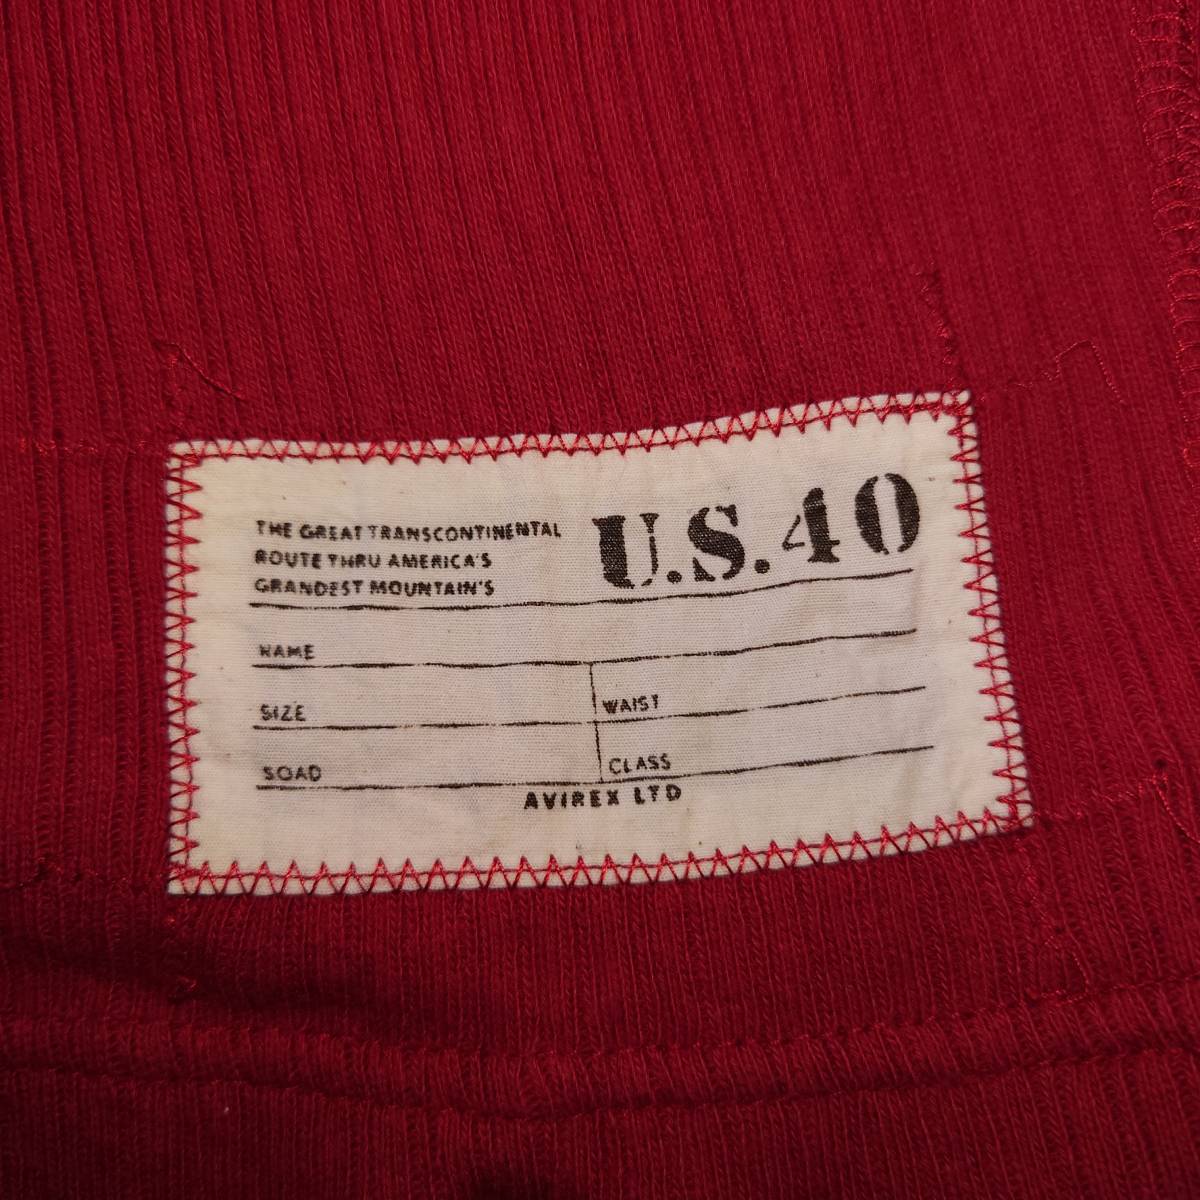 THE GREAT TRANSCONTINENTAL
ROUTE THRU AMERICA'S
GRANDEST MOUNTAIN'S
U.S.40
NAME
SIZE
WAIST
SOAD
CLASS
AVIREX LTD